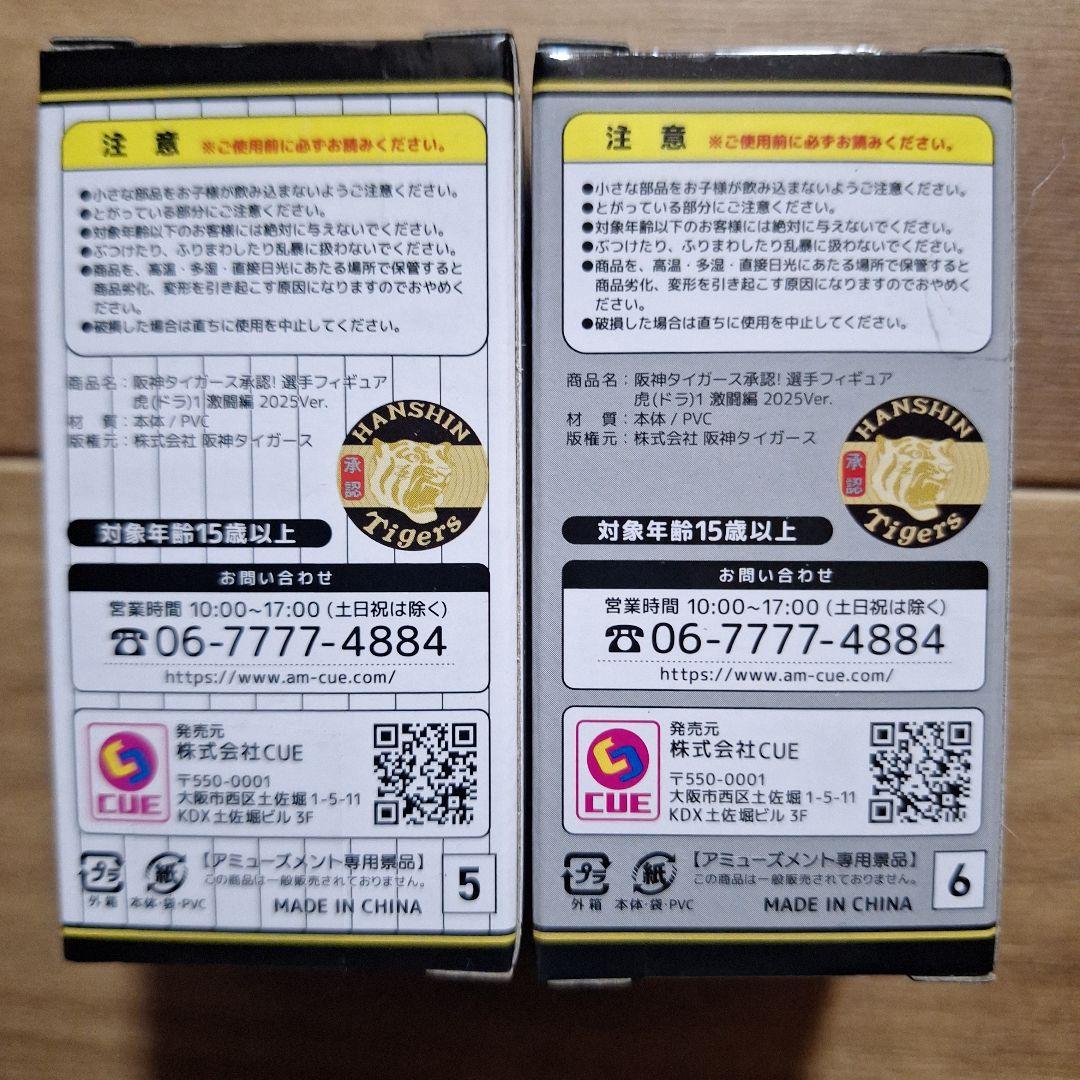 注 意 ※ご使用前に必ずお読みください。
●小さな部品をお子様が飲み込まないようご注意ください。
●とがっている部分にご注意ください。
●対象年齢以下のお客様には絶対に与えないでください。
●ぶつけたり、ふりまわしたり乱暴に扱わないでください。
●商品を、高温・多湿・直接日光にあたる場所で保管すると
商品劣化、変形を引き起こす原因になりますのでおやめく
ださい。
●破損した場合は直ちに使用を中止してください。
商品名：阪神タイガース承認! 選手フィギュア
虎(ドラ)1 激闘編 2025Ver.
材 質：本体 / PVC
版権元：株式会社 阪神タイガース
HANSHIN
承認
Tigers
対象年齢15歳以上
お問い合わせ
営業時間 10:00~17:00 (土日祝は除く)
☎06-7777-4884
https://www.am-cue.com/
CUE
発売元
株式会社CUE
〒550-0001
大阪市西区土佐堀 1-5-11
KDX土佐堀ビル 3F
プラ
外箱
紙
本体・袋・PVC
【アミューズメント専用景品】
この商品は一般販売されておりません。
MADE IN CHINA
5
注 意 ※ご使用前に必ずお読みください。
●小さな部品をお子様が飲み込まないようご注意ください。
●とがっている部分にご注意ください。
●対象年齢以下のお客様には絶対に与えないでください。
●ぶつけたり、ふりまわしたり乱暴に扱わないでください。
●商品を、高温・多湿・直接日光にあたる場所で保管すると
商品劣化、変形を引き起こす原因になりますのでおやめく
ださい。
●破損した場合は直ちに使用を中止してください。
商品名：阪神タイガース承認! 選手フィギュア
虎(ドラ)1 激闘編 2025Ver.
材 質：本体 / PVC
版権元：株式会社 阪神タイガース
HANSHIN
承認
Tigers
対象年齢15歳以上
お問い合わせ
営業時間 10:00~17:00 (土日祝は除く)
☎06-7777-4884
https://www.am-cue.com/
CUE
発売元
株式会社CUE
〒550-0001
大阪市西区土佐堀 1-5-11
KDX土佐堀ビル 3F
プラ
外箱
紙
本体・袋・PVC
【アミューズメント専用景品】
この商品は一般販売されておりません。
MADE IN CHINA
6